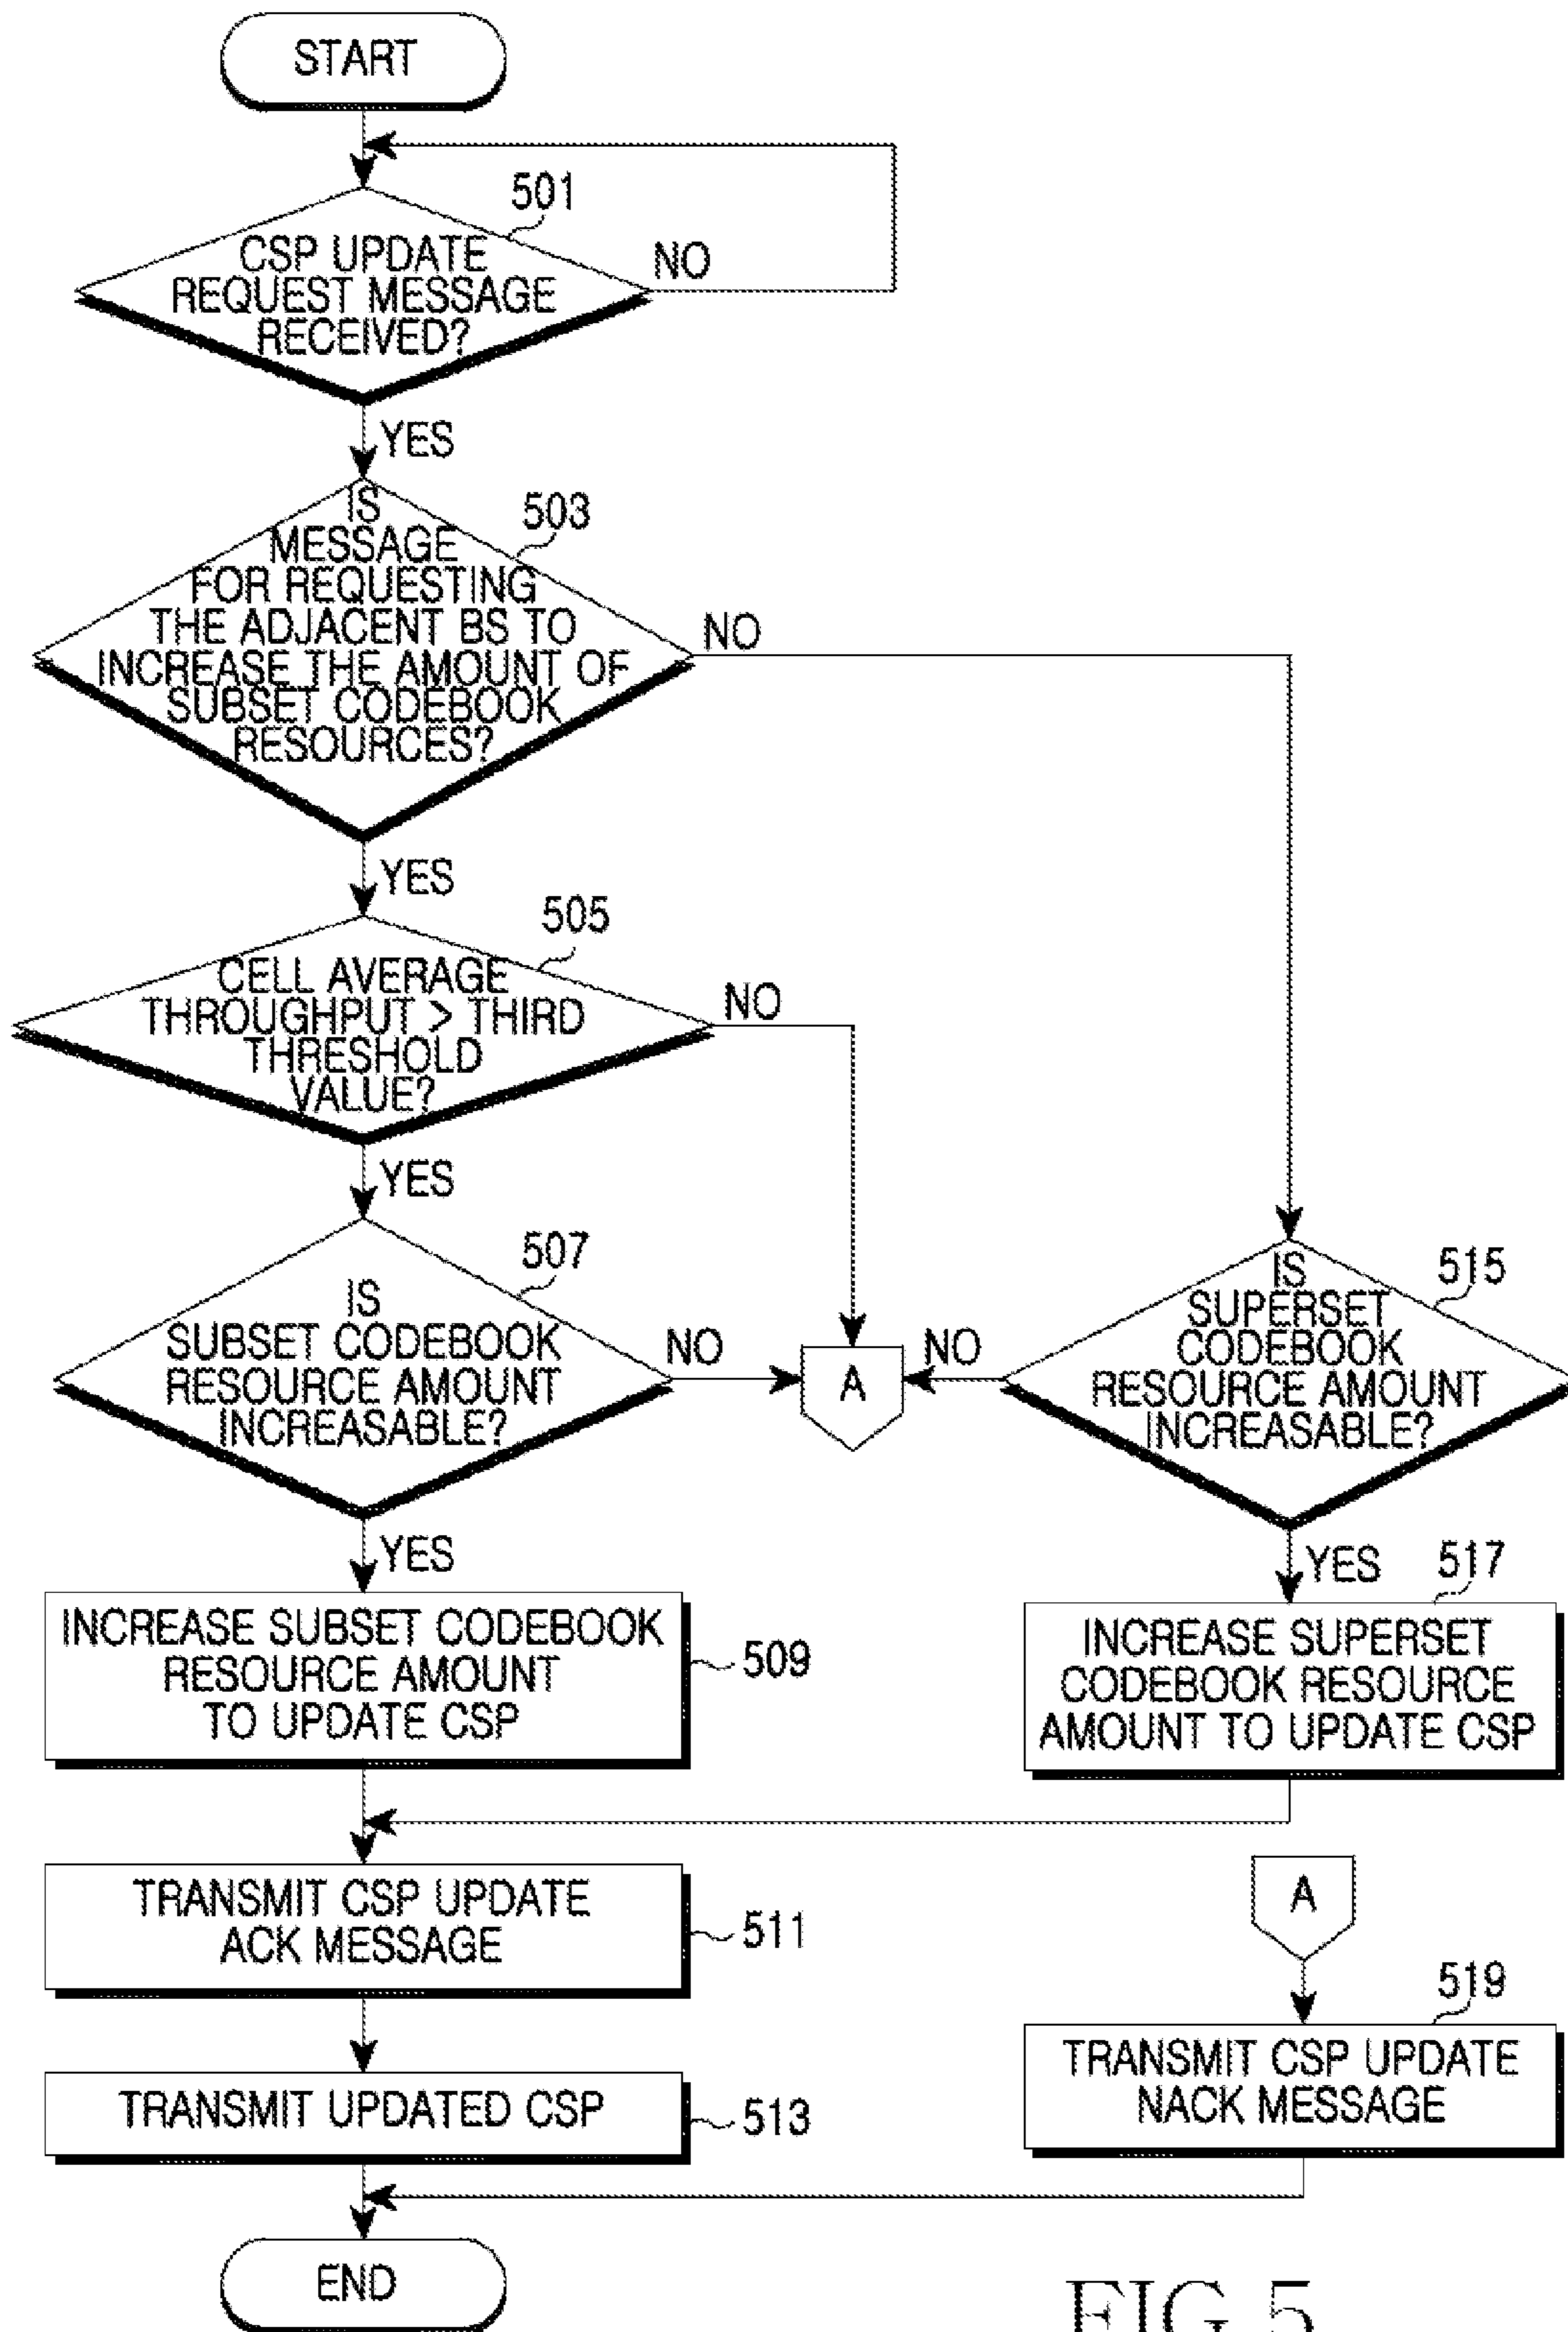 START
501
CSP UPDATE
REQUEST MESSAGE
RECEIVED?
NO
YES
503
IS
MESSAGE
FOR REQUESTING
THE ADJACENT BS TO
INCREASE THE AMOUNT OF
SUBSET CODEBOOK
RESOURCES?
NO
YES
505
CELL AVERAGE
THROUGHPUT > THIRD
THRESHOLD
VALUE?
NO
YES
507
IS
SUBSET CODEBOOK
RESOURCE AMOUNT
INCREASABLE?
NO
A
NO
515
IS
SUPERSET
CODEBOOK
RESOURCE AMOUNT
INCREASABLE?
YES
YES
517
INCREASE SUBSET CODEBOOK
RESOURCE AMOUNT
TO UPDATE CSP
509
INCREASE SUPERSET
CODEBOOK RESOURCE
AMOUNT TO UPDATE CSP
TRANSMIT CSP UPDATE
ACK MESSAGE
511
A
519
TRANSMIT CSP UPDATE
NACK MESSAGE
TRANSMIT UPDATED CSP
513
END
FIG.5